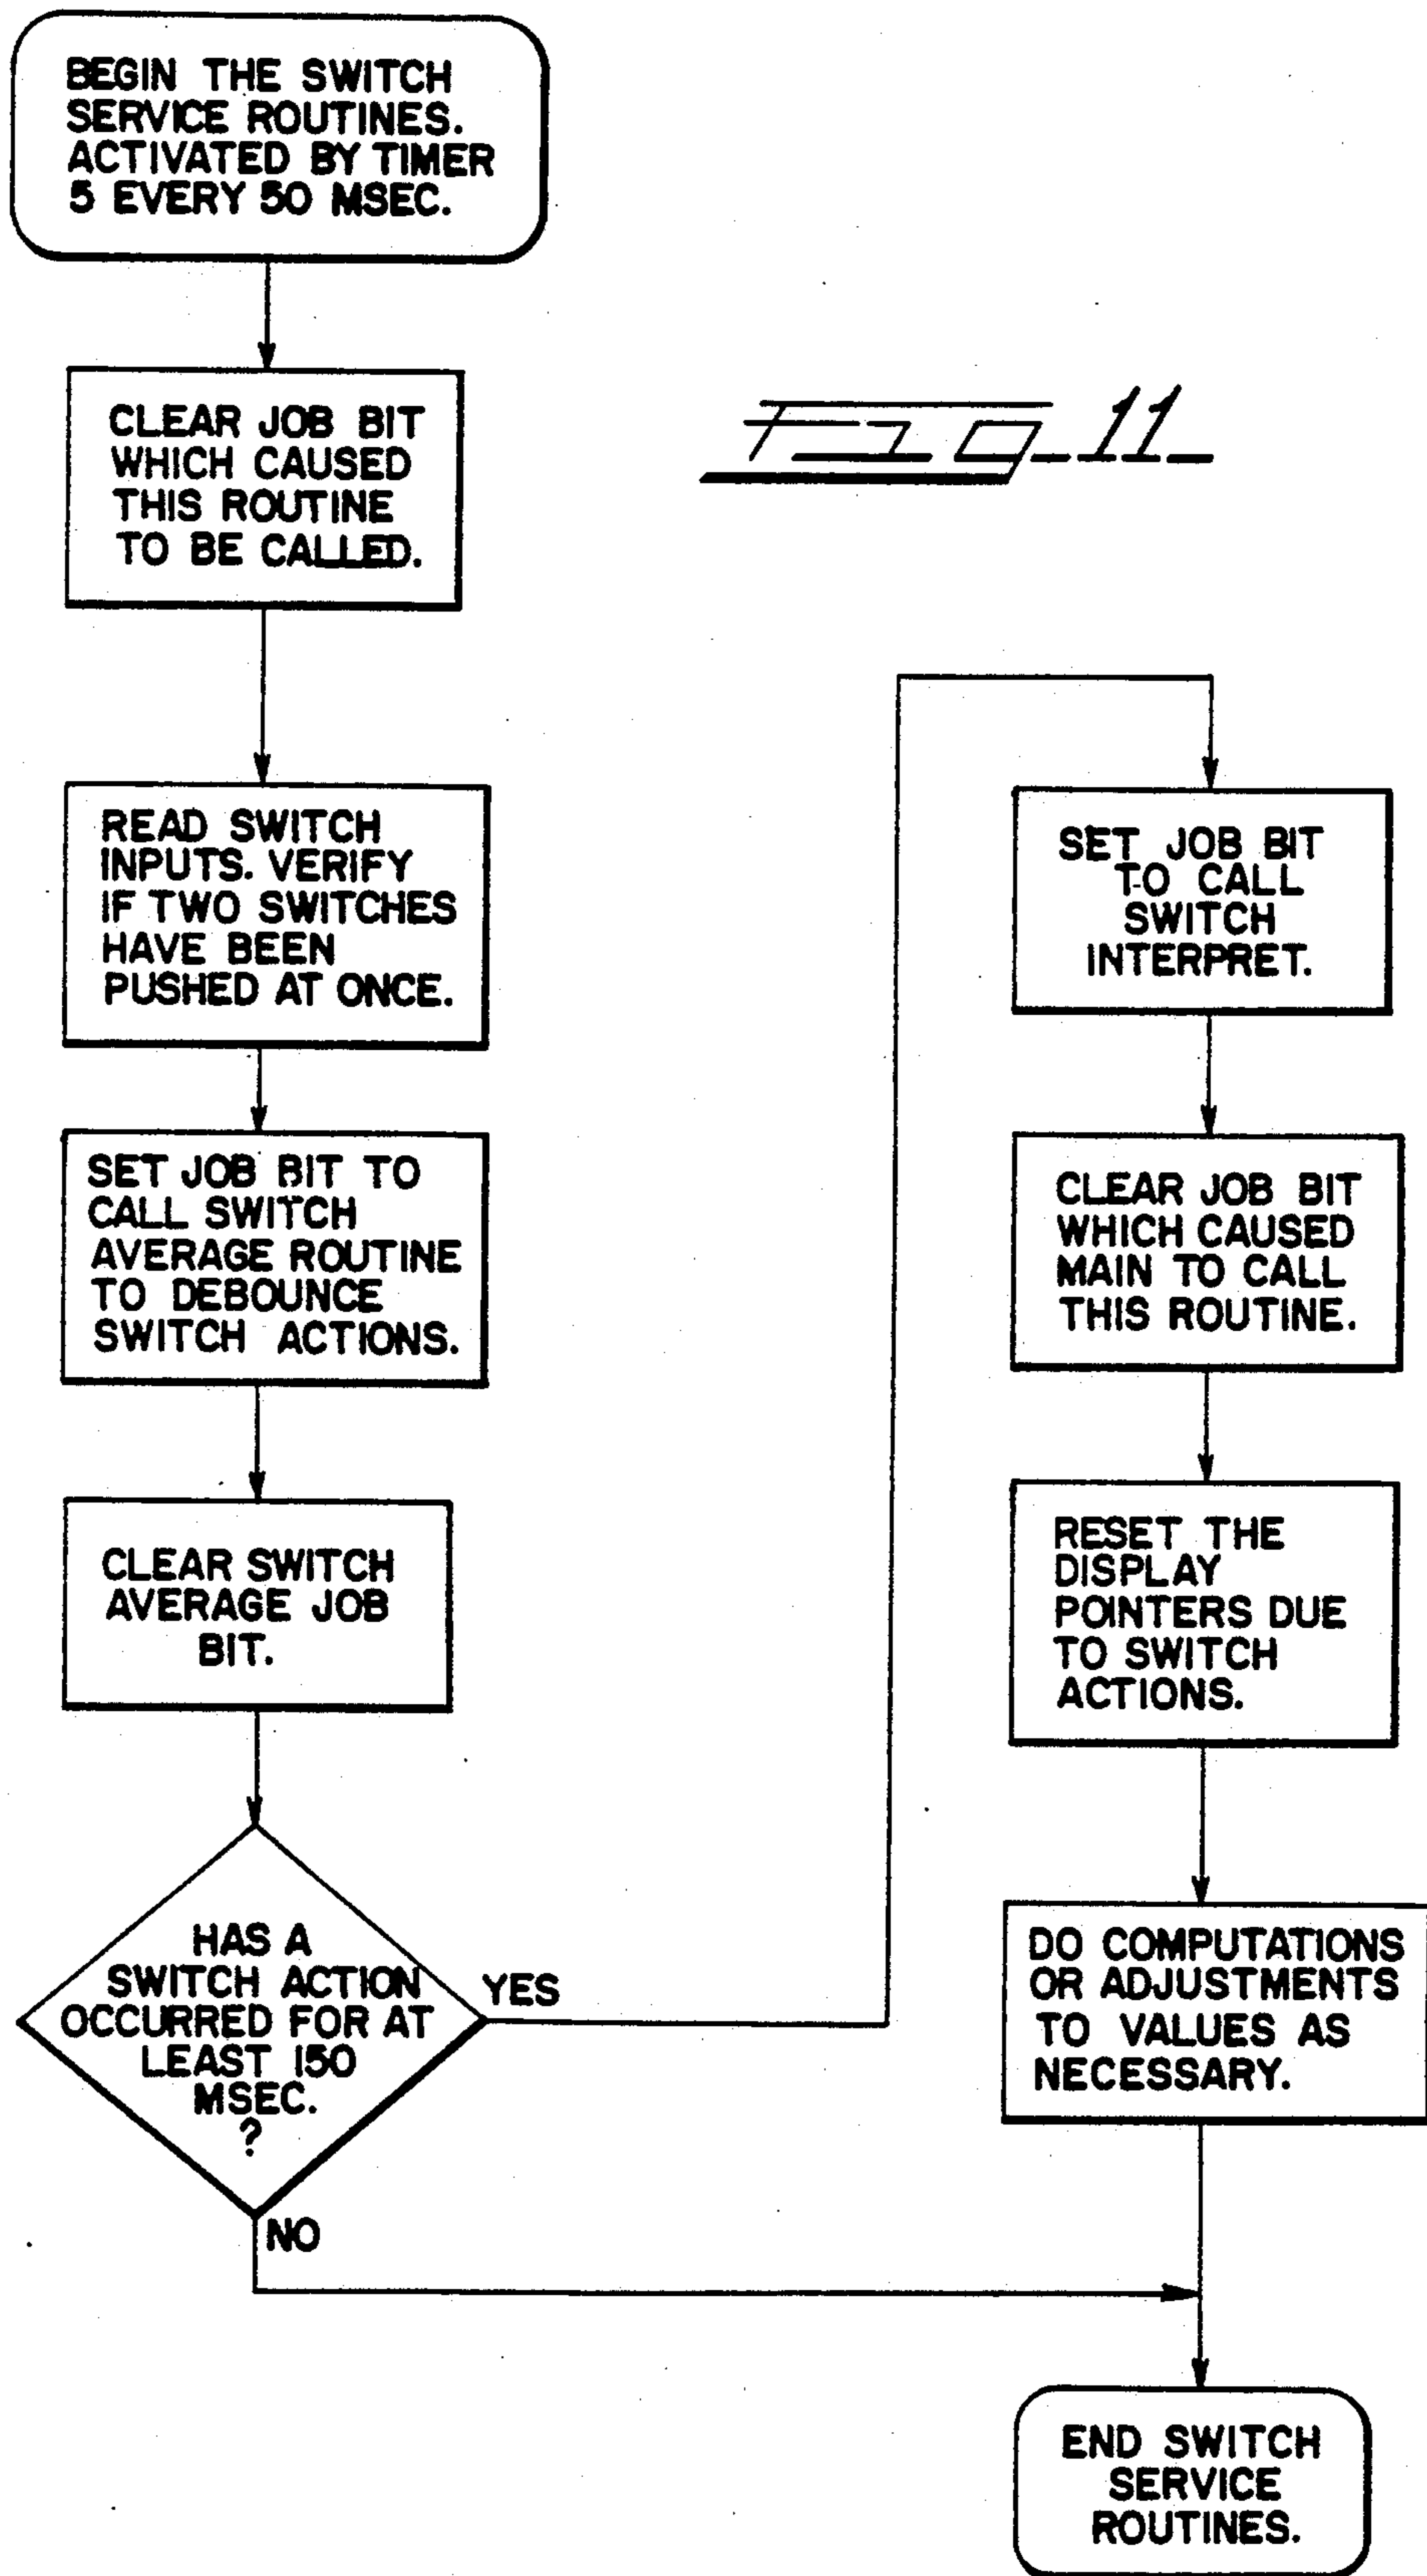 BEGIN THE SWITCH
SERVICE ROUTINES.
ACTIVATED BY TIMER
5 EVERY 50 MSEC.
CLEAR JOB BIT
WHICH CAUSED
THIS ROUTINE
TO BE CALLED.
READ SWITCH
INPUTS. VERIFY
IF TWO SWITCHES
HAVE BEEN
PUSHED AT ONCE.
SET JOB BIT TO
CALL SWITCH
AVERAGE ROUTINE
TO DEBOUNCE
SWITCH ACTIONS.
CLEAR SWITCH
AVERAGE JOB
BIT.
HAS A
SWITCH ACTION
OCCURRED FOR AT
LEAST 150
MSEC.
?
YES
NO
Fig. 11.
SET JOB BIT
TO CALL
SWITCH
INTERPRET.
CLEAR JOB BIT
WHICH CAUSED
MAIN TO CALL
THIS ROUTINE.
RESET THE
DISPLAY
POINTERS DUE
TO SWITCH
ACTIONS.
DO COMPUTATIONS
OR ADJUSTMENTS
TO VALUES AS
NECESSARY.
END SWITCH
SERVICE
ROUTINES.